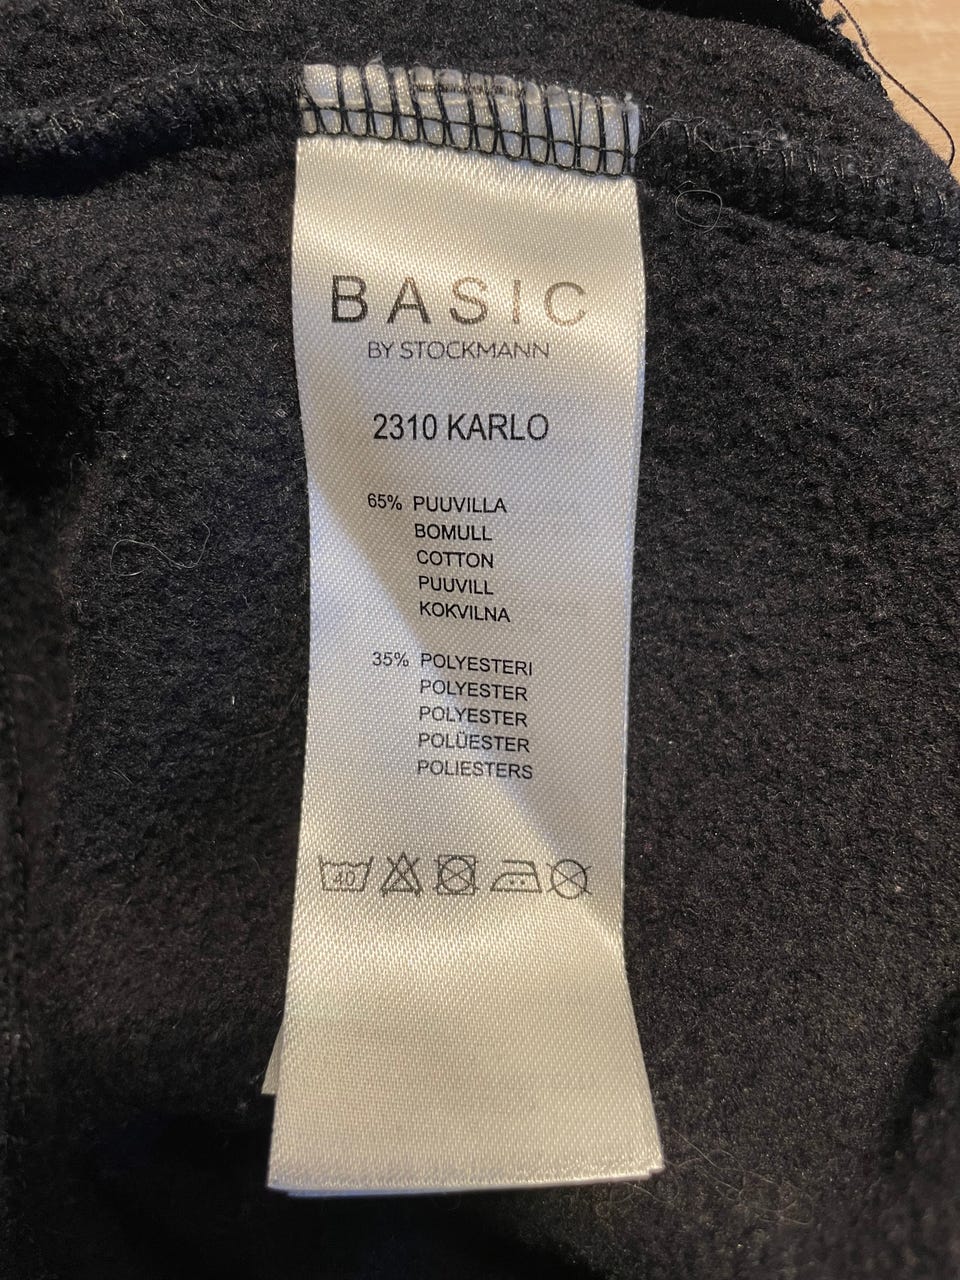 BASIC
BY STOCKMANN
2310 KARLO
65% PUUVILLA
BOMULL
COTTON
PUUVILL
KOKVILNA
35% POLYESTERI
POLYESTER
POLYESTER
POLÜESTER
POLIESTERS
40